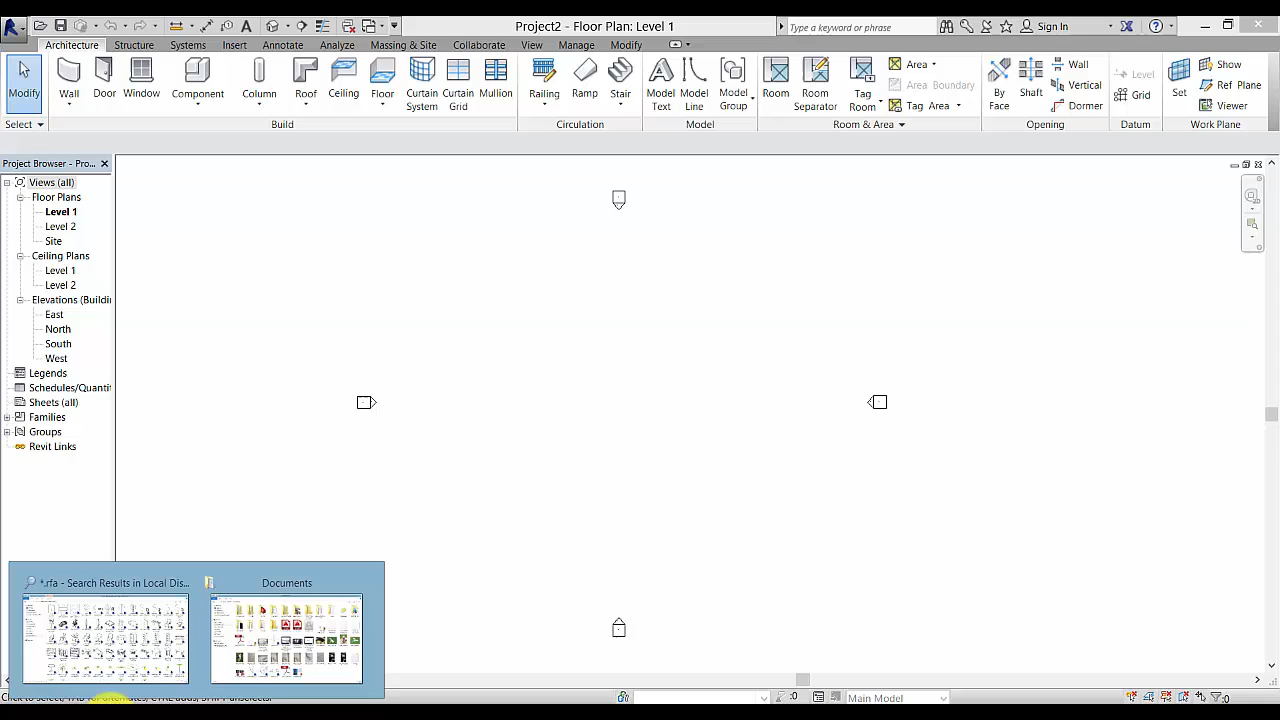 Project2 - Floor Plan: Level 1
Type a keyword or phrase
Sign In
Architecture Structure Systems Insert Annotate Analyze Massing & Site Collaborate View Manage Modify
Modify
Wall
Door
Window
Component
Column
Roof
Ceiling
Floor
Curtain System
Curtain Grid
Mullion
Railing
Ramp
Stair
Model Text
Model Line
Model Group
Room
Room Separator
Tag Room
Area
Area Boundary
Tag Area
By Face
Shaft
Wall
Vertical
Dormer
Level
Grid
Set
Show
Ref Plane
Viewer
Select Build Circulation Model Room & Area Opening Datum Work Plane
Project Browser - Pro...
Views (all)
Floor Plans
Level 1
Level 2
Site
Ceiling Plans
Level 1
Level 2
Elevations (Buildin
East
North
South
West
Legends
Schedules/Quantit
Sheets (all)
Families
Groups
Revit Links
*.rfa - Search Results in Local Dis...
Documents
:0
Main Model
:0